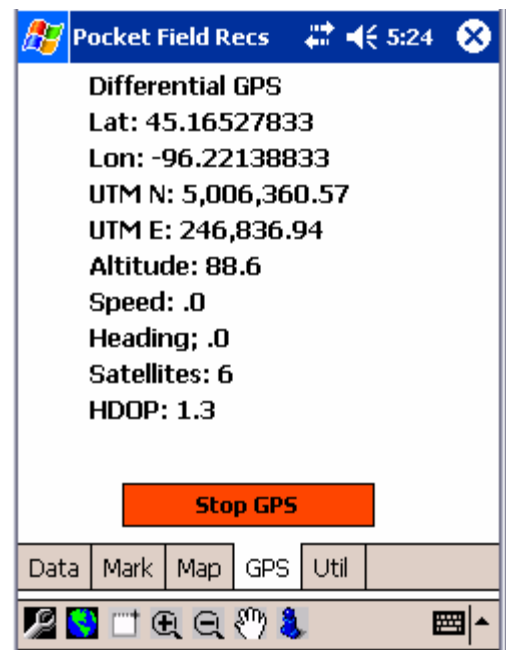 Pocket Field Recs 5:24
Differential GPS
Lat: 45.16527833
Lon: -96.22138833
UTM N: 5,006,360.57
UTM E: 246,836.94
Altitude: 88.6
Speed: .0
Heading; .0
Satellites: 6
HDOP: 1.3
Stop GPS
Data Mark Map GPS Util